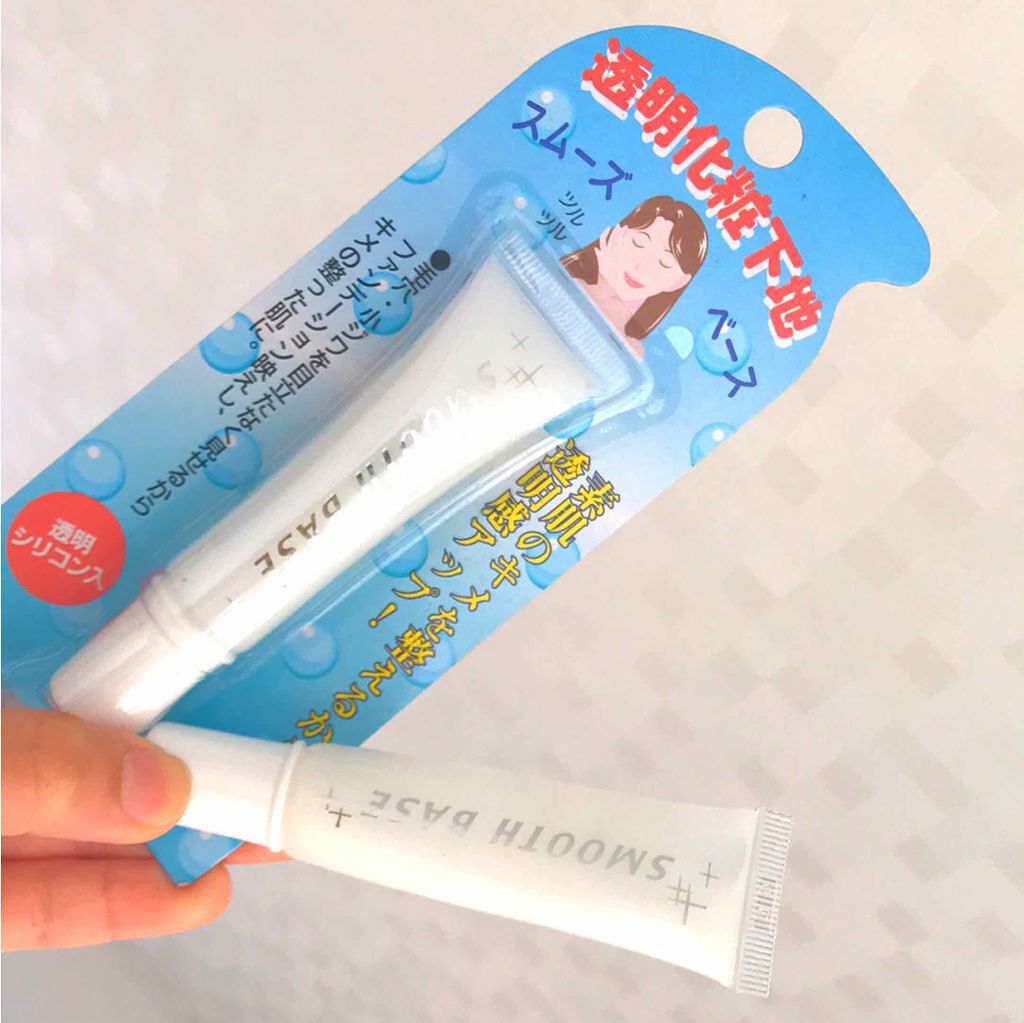 透明化粧下地
スムーズ
ツル
ツル
ベース
●毛穴・小ジワを目立たなく見せるから
ファンデーション映えし、
キメの整った肌に。
素肌のキメを整えるか
透明感アップ!
透明
シリコン入
SMOOTH BASE
SMOOTH BASE